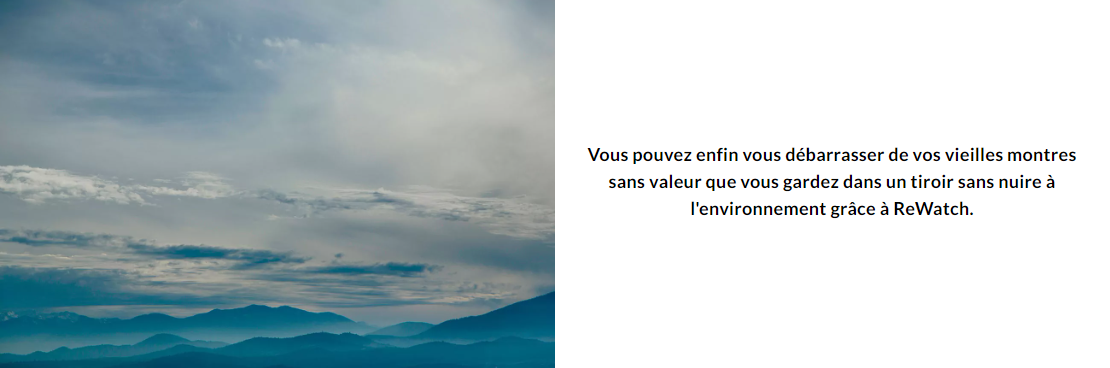 Vous pouvez enfin vous débarrasser de vos vieilles montres
sans valeur que vous gardez dans un tiroir sans nuire à
l'environnement grâce à ReWatch.